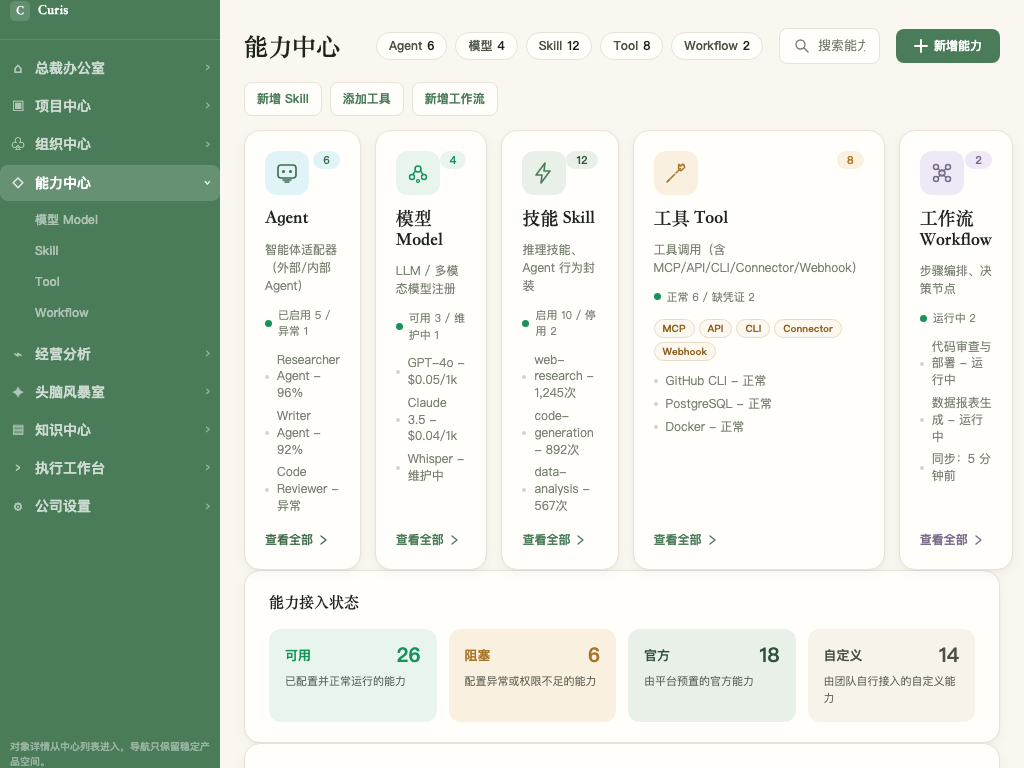 C Curis
总裁办公室
项目中心
组织中心
能力中心
模型 Model
Skill
Tool
Workflow
经营分析
头脑风暴室
知识中心
执行工作台
公司设置
对象详情从中心列表进入，导航只保留稳定产
品空间。
能力中心
Agent 6
模型 4
Skill 12
Tool 8
Workflow 2
搜索能力
新增能力
新增 Skill
添加工具
新增工作流
6
Agent
智能体适配器
（外部/内部
Agent）
已启用 5 /
异常 1
Researcher
Agent –
96%
Writer
Agent –
92%
Code
Reviewer –
异常
查看全部
4
模型
Model
LLM / 多模
态模型注册
可用 3 / 维
护中 1
GPT-4o –
$0.05/1k
Claude
3.5 –
$0.04/1k
Whisper –
维护中
查看全部
12
技能 Skill
推理技能、
Agent 行为封
装
启用 10 / 停
用 2
web-
research –
1,245次
code-
generation
– 892次
data-
analysis –
567次
查看全部
8
工具 Tool
工具调用（含
MCP/API/CLI/Connector/Webhook）
正常 6 / 缺凭证 2
MCP
API
CLI
Connector
Webhook
GitHub CLI – 正常
PostgreSQL – 正常
Docker – 正常
查看全部
2
工作流
Workflow
步骤编排、决
策节点
运行中 2
代码审查与
部署 – 运
行中
数据报表生
成 – 运行
中
同步：5 分
钟前
查看全部
能力接入状态
可用 26
已配置并正常运行的能力
阻塞 6
配置异常或权限不足的能力
官方 18
由平台预置的官方能力
自定义 14
由团队自行接入的自定义能
力